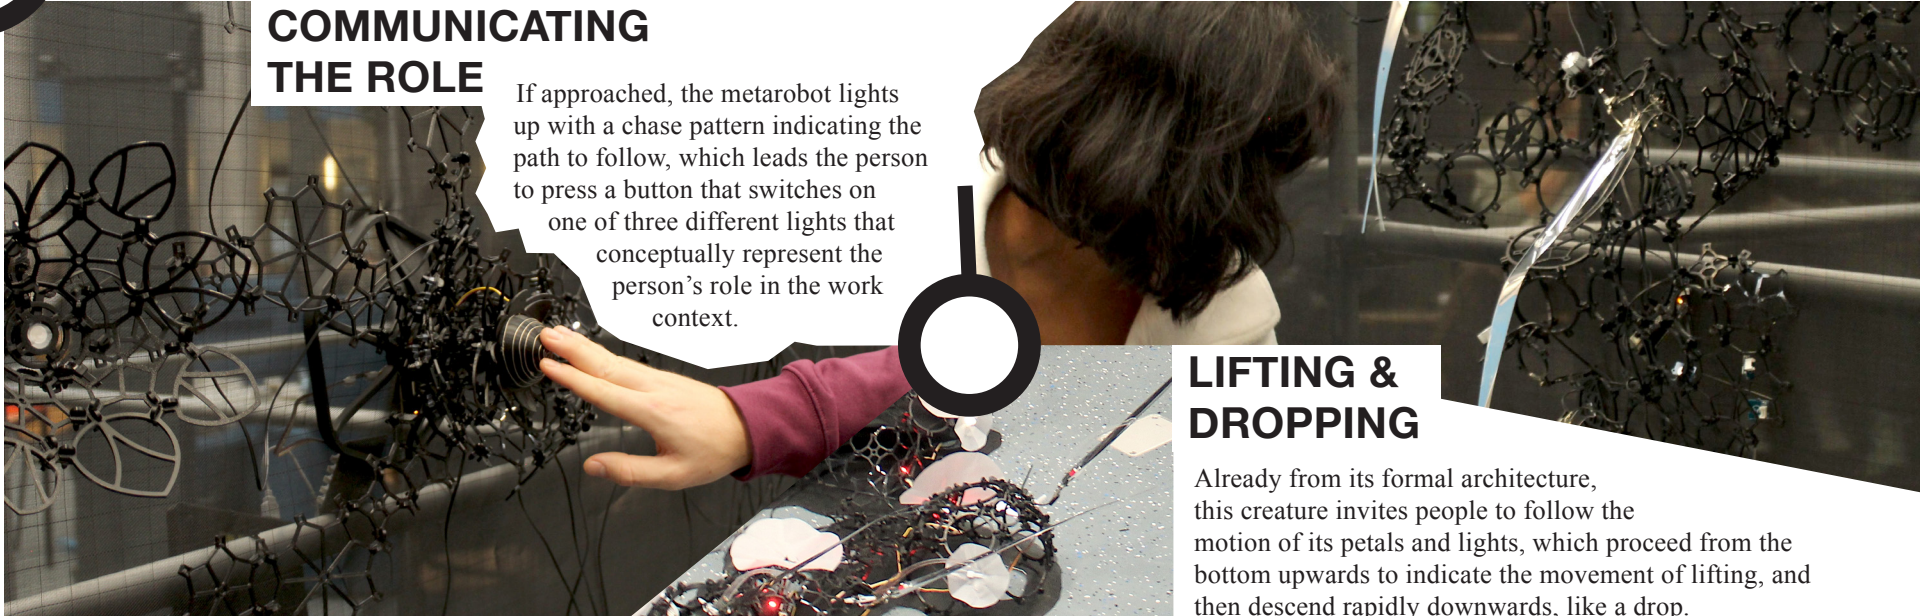 COMMUNICATING
THE ROLE
If approached, the metarobot lights
up with a chase pattern indicating the
path to follow, which leads the person
to press a button that switches on
one of three different lights that
conceptually represent the
person’s role in the work
context.
LIFTING &
DROPPING
Already from its formal architecture,
this creature invites people to follow the
motion of its petals and lights, which proceed from the
bottom upwards to indicate the movement of lifting, and
then descend rapidly downwards, like a drop.